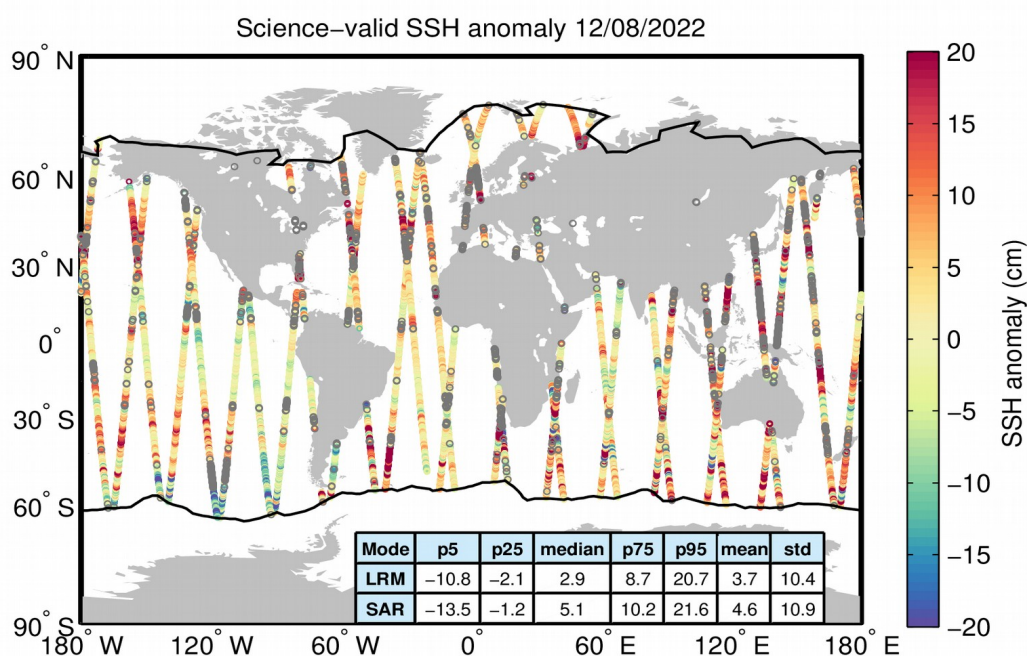 Science−valid SSH anomaly 12/08/2022
90° N
60° N
30° N
0°
30° S
60° S
90° S
180° W
120° W
60° W
0°
60° E
120° E
180° E
Mode p5 p25 median p75 p95 mean std
LRM −10.8 −2.1 2.9 8.7 20.7 3.7 10.4
SAR −13.5 −1.2 5.1 10.2 21.6 4.6 10.9
20
15
10
5
0
−5
−10
−15
−20
SSH anomaly (cm)